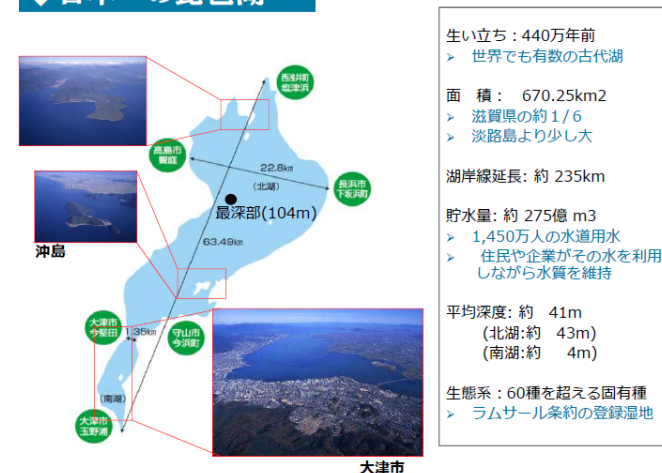 日本一の琵琶湖
西浅井町
塩津浜
高島市
饗庭
22.8km
(北湖)
長浜市
下坂浜町
最深部(104m)
63.49km
沖島
大津市
今堅田
1.35km
守山市
今浜町
(南湖)
大津市
玉野浦
大津市
生い立ち：440万年前
➢ 世界でも有数の古代湖
面　積： 670.25km2
➢ 滋賀県の約1/6
➢ 淡路島より少し大
湖岸線延長: 約 235km
貯水量: 約 275億 m3
➢ 1,450万人の水道用水
➢ 住民や企業がその水を利用
しながら水質を維持
平均深度: 約　41m
(北湖:約　43m)
(南湖:約　4m)
生態系：60種を超える固有種
➢ ラムサール条約の登録湿地